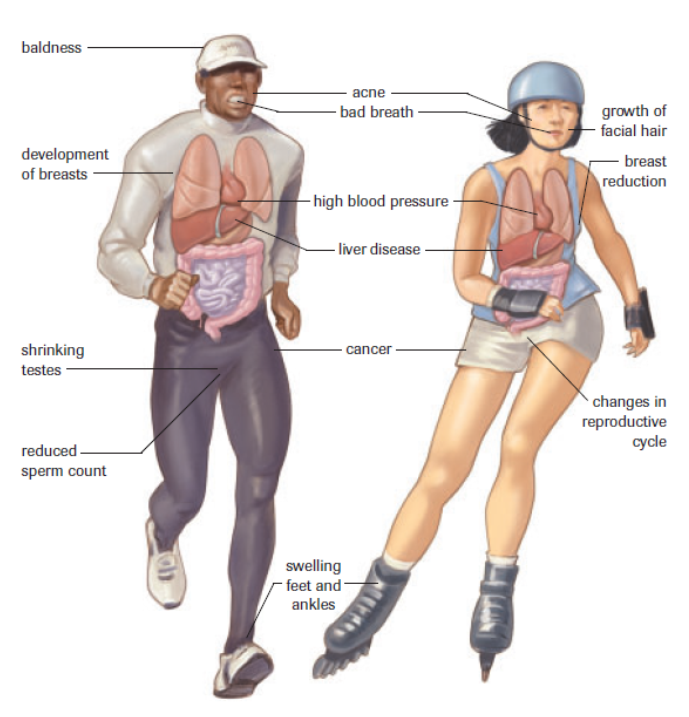 baldness
acne
bad breath
growth of
facial hair
development
of breasts
breast
reduction
high blood pressure
liver disease
shrinking
testes
cancer
changes in
reproductive
cycle
reduced
sperm count
swelling
feet and
ankles